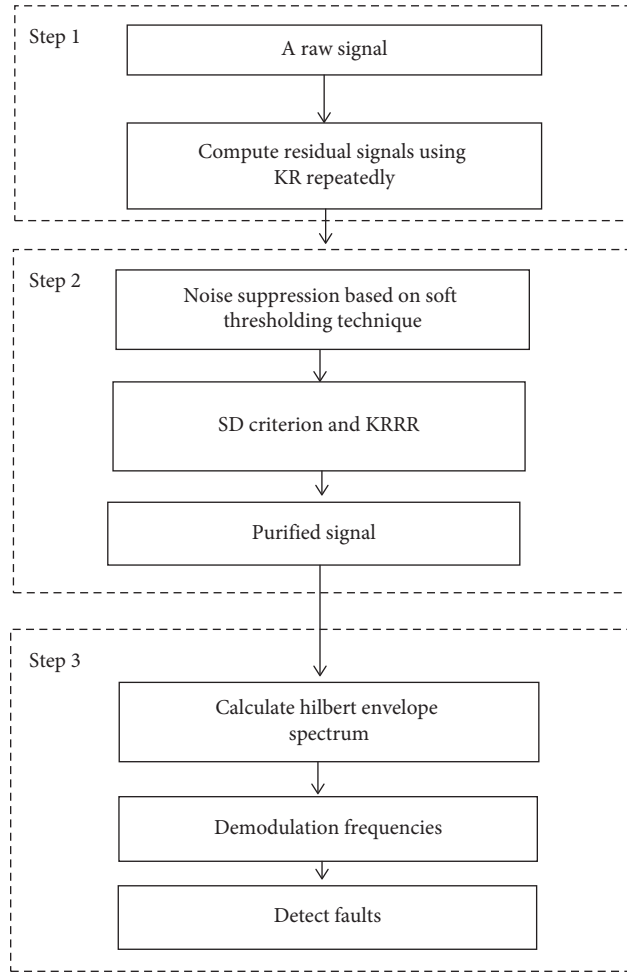 Step 1
A raw signal
Compute residual signals using
KR repeatedly
Step 2
Noise suppression based on soft
thresholding technique
SD criterion and KRRR
Purified signal
Step 3
Calculate hilbert envelope
spectrum
Demodulation frequencies
Detect faults